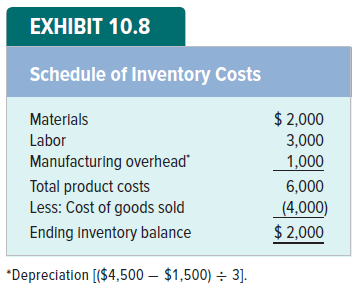 EXHIBIT 10.8
Schedule of Inventory Costs
Materials $ 2,000
Labor 3,000
Manufacturing overhead* 1,000
Total product costs 6,000
Less: Cost of goods sold (4,000)
Ending inventory balance $ 2,000
*Depreciation [($4,500 – $1,500) ÷ 3].